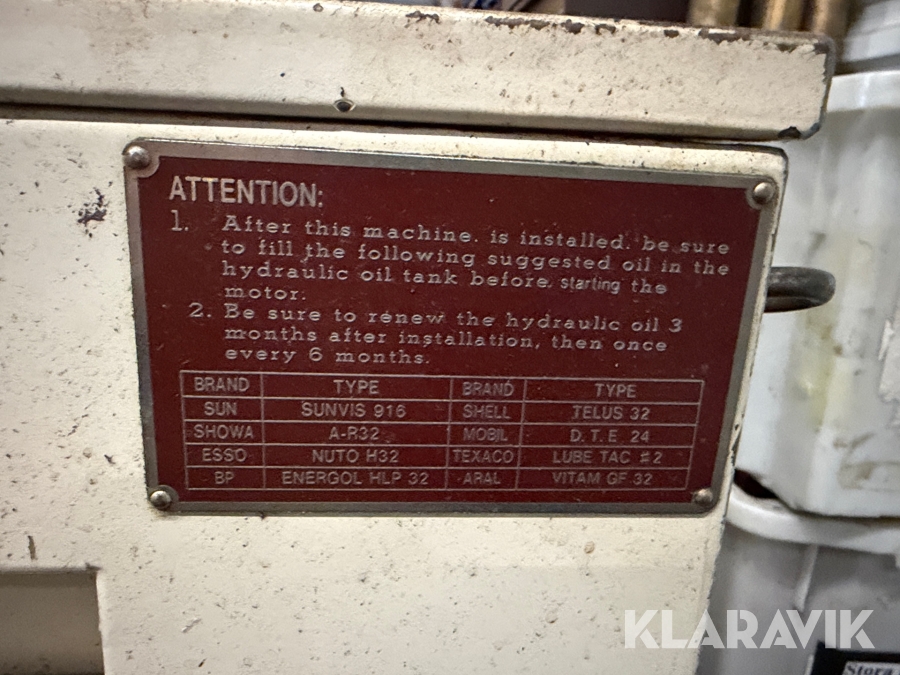 ATTENTION:
1. After this machine. is installed. be sure
to fill the following suggested oil in the
hydraulic oil tank before. starting the
motor.
2. Be sure to renew the hydraulic oil 3
months after installation, then once
every 6 months.
BRAND TYPE BRAND TYPE
SUN SUNVIS 916 SHELL TELUS 32
SHOWA A-R32 MOBIL D.T.E. 24
ESSO NUTO H32 TEXACO LUBE TAC #2
BP ENERGOL HLP 32 ARAL VITAM GF 32
KLARAVIK
Stora